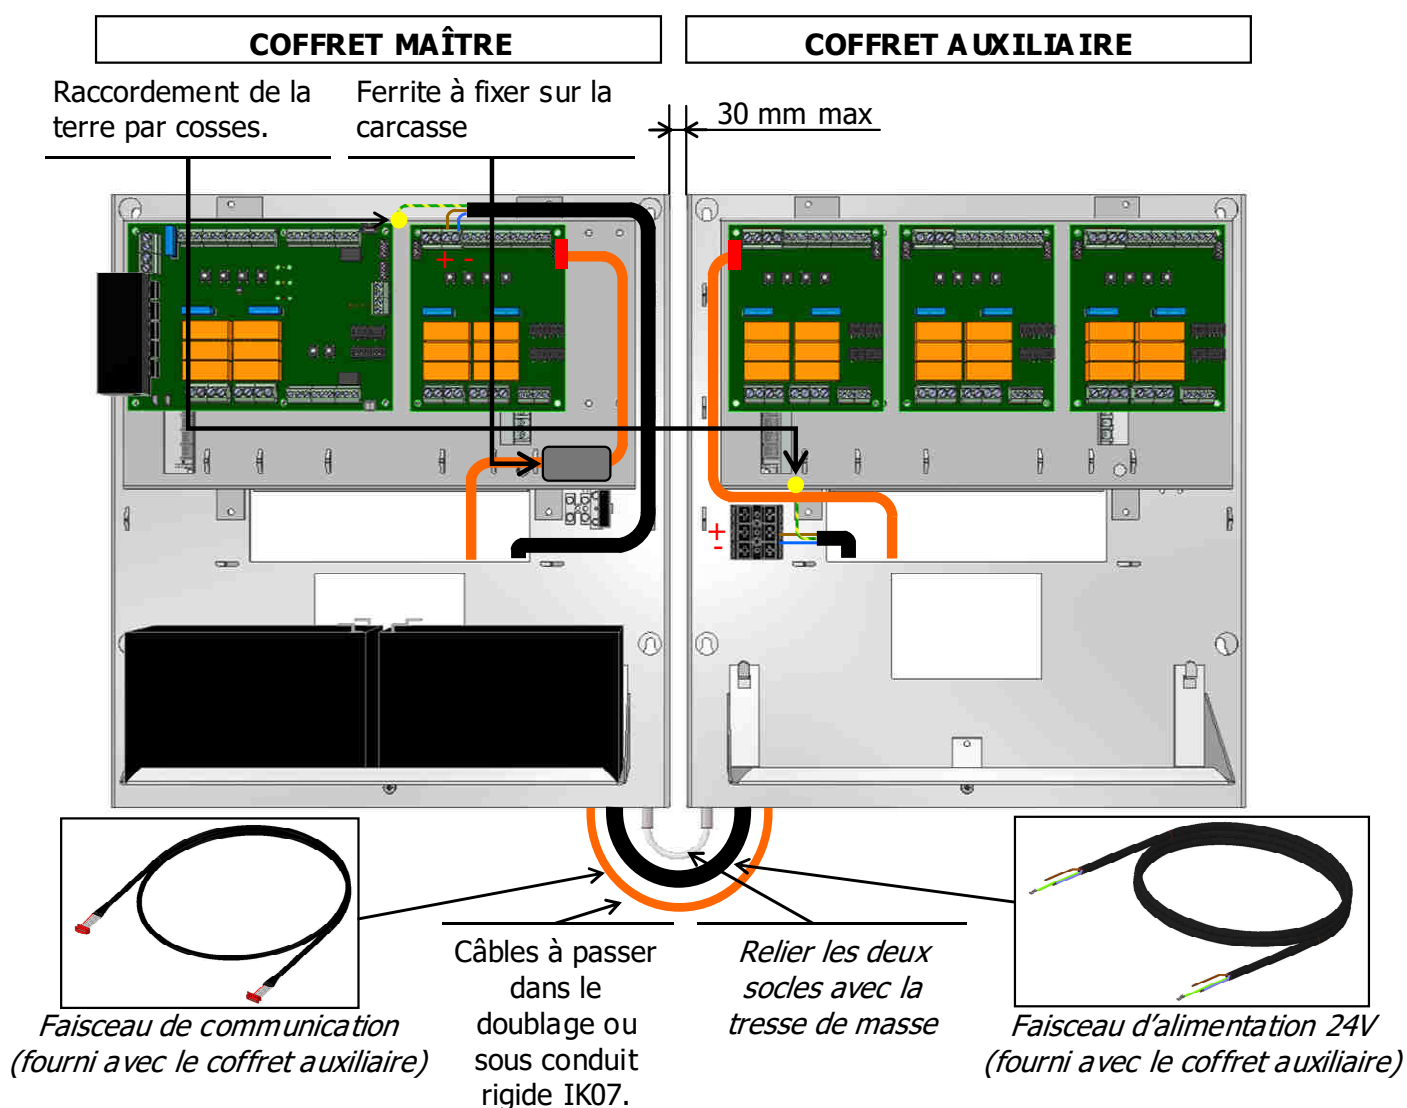 COFFRET MAÎTRE
COFFRET AUXILIAIRE
Raccordement de la
terre par cosses.
Ferrite à fixer sur la
carcasse
30 mm max
+ -
+
-
Câbles à passer
dans le
doublage ou
sous conduit
rigide IK07.
Relier les deux
socles avec la
tresse de masse
Faisceau de communication
(fourni avec le coffret auxiliaire)
Faisceau d’alimentation 24V
(fourni avec le coffret auxiliaire)